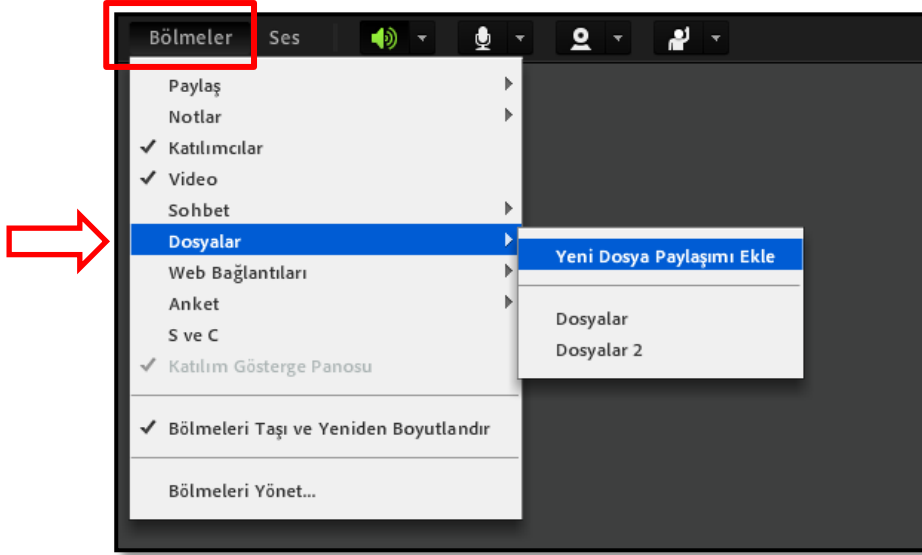 Bölmeler Ses
Paylaş
Notlar
Katılımcılar
Video
Sohbet
Dosyalar
Web Bağlantıları
Anket
S ve C
Katılım Gösterge Panosu
Bölmeleri Taşı ve Yeniden Boyutlandır
Bölmeleri Yönet...
Yeni Dosya Paylaşımı Ekle
Dosyalar
Dosyalar 2